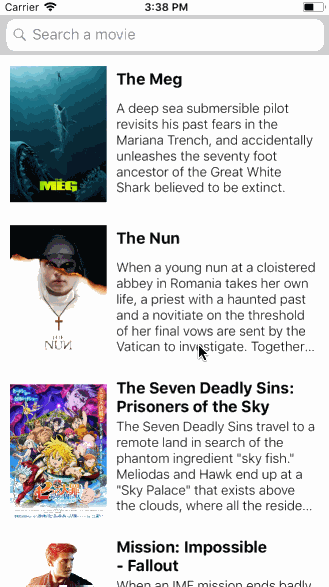 Carrier 3:38 PM
Search a movie
The Meg
A deep sea submersible pilot
revisits his past fears in the
Mariana Trench, and accidentally
unleashes the seventy foot
ancestor of the Great White
Shark believed to be extinct.
MEG
The Nun
When a young nun at a cloistered
abbey in Romania takes her own
life, a priest with a haunted past
and a novitiate on the threshold
of her final vows are sent by the
Vatican to investigate. Together...
THE NUN
The Seven Deadly Sins:
Prisoners of the Sky
The Seven Deadly Sins travel to a
remote land in search of the
phantom ingredient "sky fish."
Meliodas and Hawk end up at a
"Sky Palace" that exists above
the clouds, where all the reside...
Mission: Impossible
- Fallout
When an IMF mission ends badly